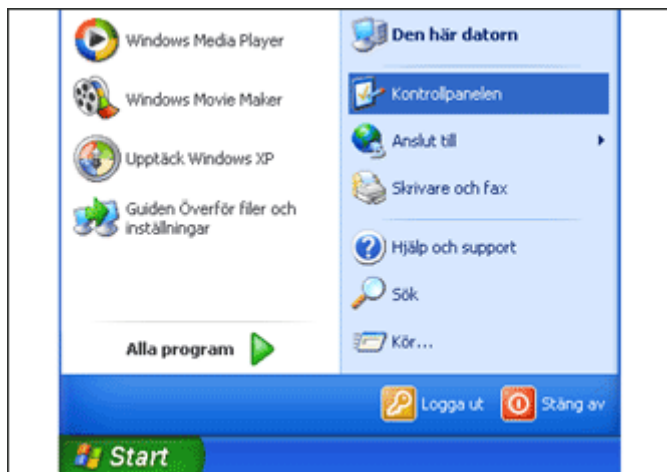 Windows Media Player
Windows Movie Maker
Upptäck Windows XP
Guiden Överför filer och
inställningar
Alla program
Den här datorn
Kontrollpanelen
Anslut till
Skrivare och fax
Hjälp och support
Sök
Kör...
Logga ut
Stäng av
Start